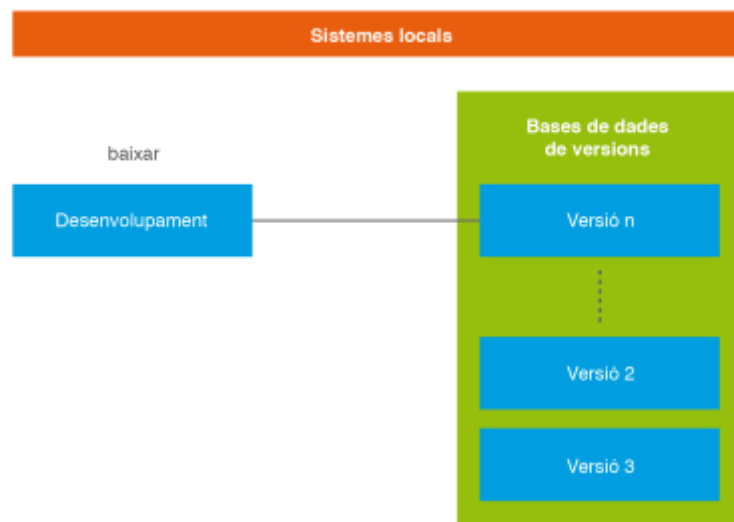 Sistemes locals
Bases de dades
de versions
baixar
Desenvolupament
Versió n
Versió 2
Versió 3